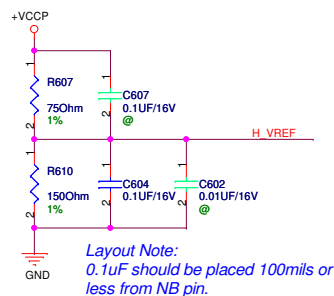 +VCCP
1
1
R607
C607
75Ohm
0.1UF/16V
1%
@
2
2
H_VREF
1
1
1
R610
C604
C602
150Ohm
0.1UF/16V
0.01UF/16V
1%
@
2
2
2
GND
Layout Note:
0.1uF should be placed 100mils or
less from NB pin.